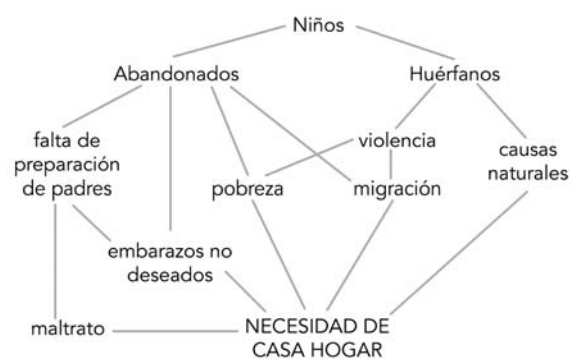 Niños
Abandonados
Huérfanos
falta de
preparación
de padres
violencia
causas
naturales
pobreza
migración
embarazos no
deseados
maltrato
NECESIDAD DE
CASA HOGAR